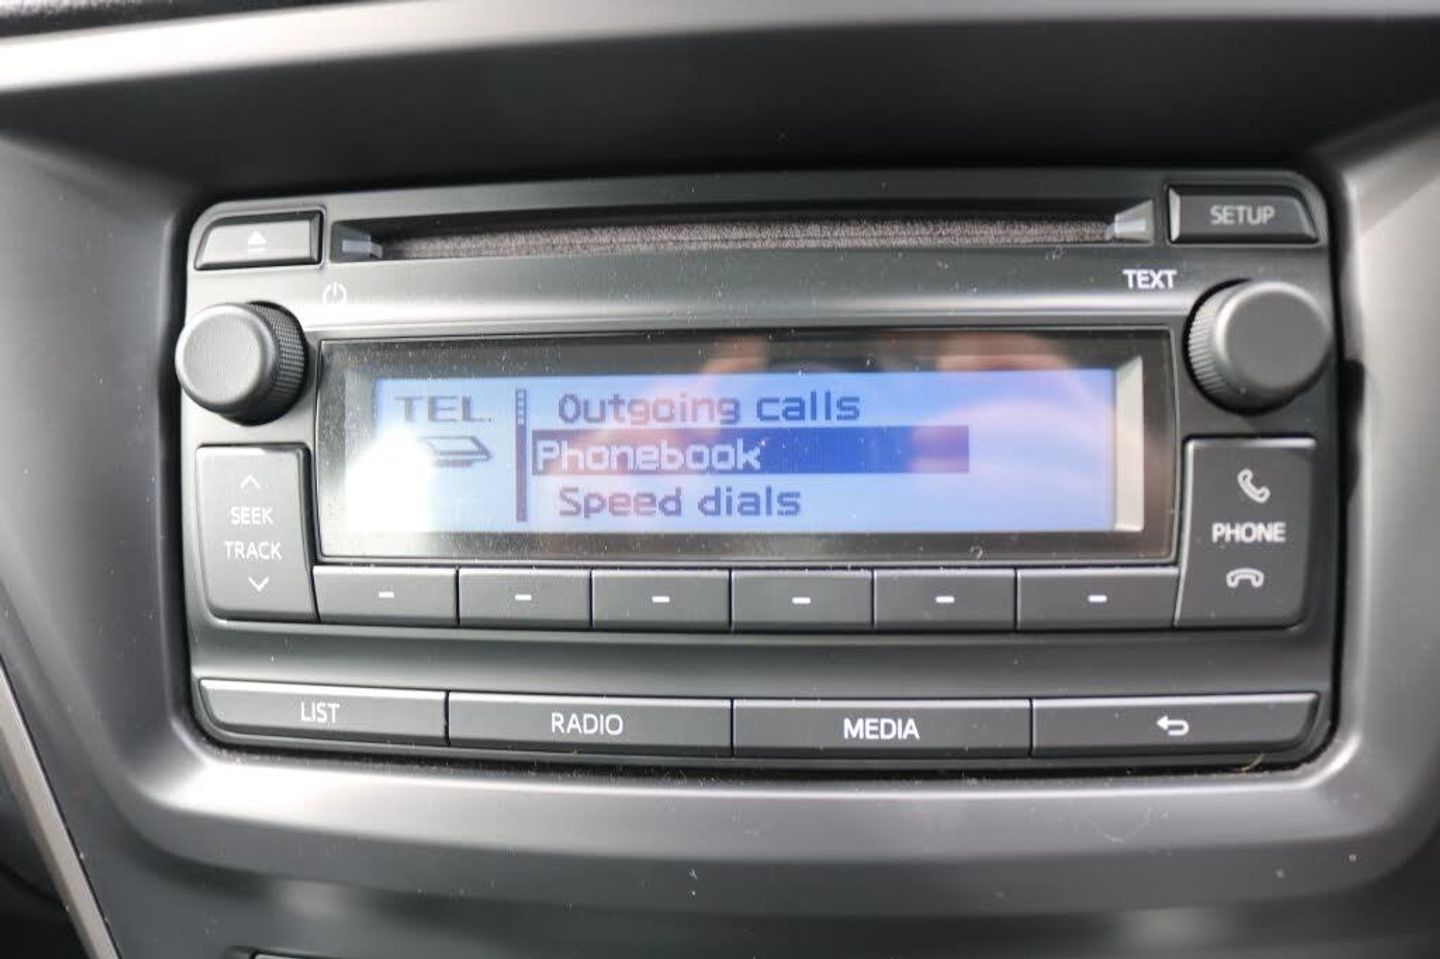 SETUP
TEXT
TEL.
Outgoing calls
Phonebook
Speed dials
SEEK
TRACK
PHONE
LIST
RADIO
MEDIA